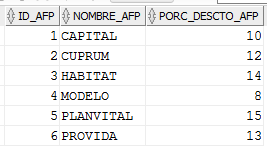 ID_AFP NOMBRE_AFP PORC_DESCTO_AFP
1 CAPITAL 10
2 CUPRUM 12
3 HABITAT 14
4 MODELO 8
5 PLANVITAL 15
6 PROVIDA 13